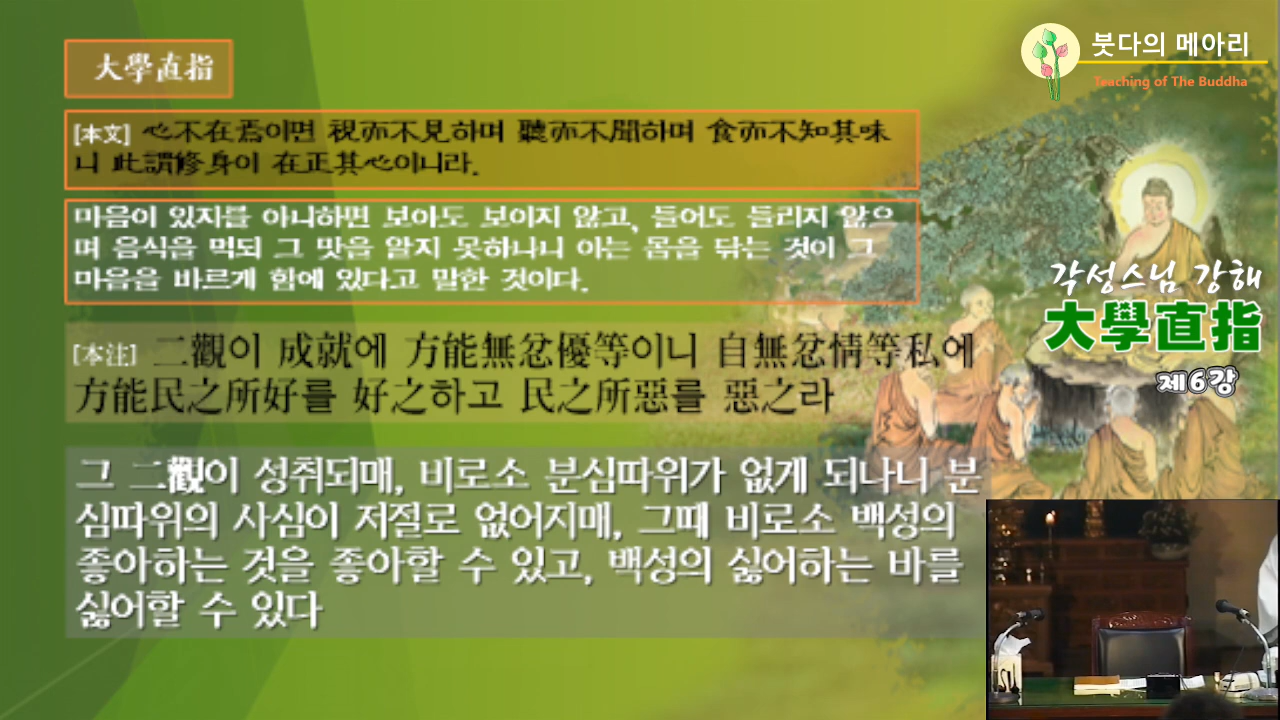 大學直指
[本文] 心不在焉이면 視而不見하며 聽而不聞하며 食而不知其味
니 此謂修身이 在正其心이니라.
마음이 있지를 아니하면 보아도 보이지 않고, 들어도 들리지 않으
며 음식을 먹되 그 맛을 알지 못하나니 아는 몸을 닦는 것이 그
마음을 바르게 함에 있다고 말한 것이다.
[本注] 二觀이 成就에 方能無忿優等이니 自無忿情等私에
方能民之所好를 好之하고 民之所惡를 惡之라
그 二觀이 성취되매, 비로소 분심따위가 없게 되나니 분
심따위의 사심이 저절로 없어지매, 그때 비로소 백성의
좋아하는 것을 좋아할 수 있고, 백성의 싫어하는 바를
싫어할 수 있다
붓다의 메아리
Teaching of The Buddha
각성스님 강해
大學直指
제6강